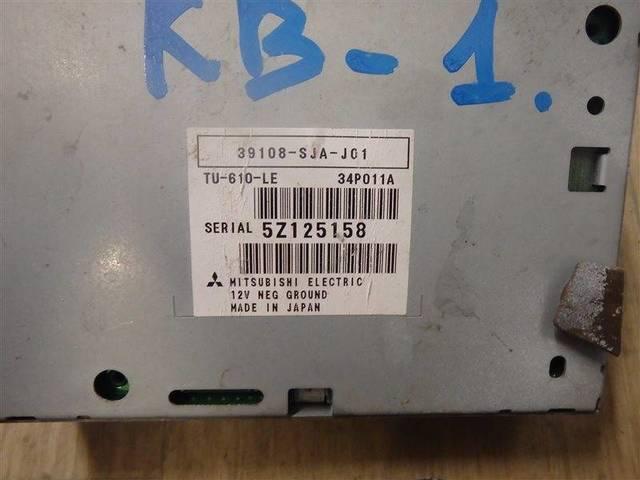 KB-1.
39108-SJA-J01
TU-610-LE 34P011A
SERIAL 5Z125158
MITSUBISHI ELECTRIC
12V NEG GROUND
MADE IN JAPAN